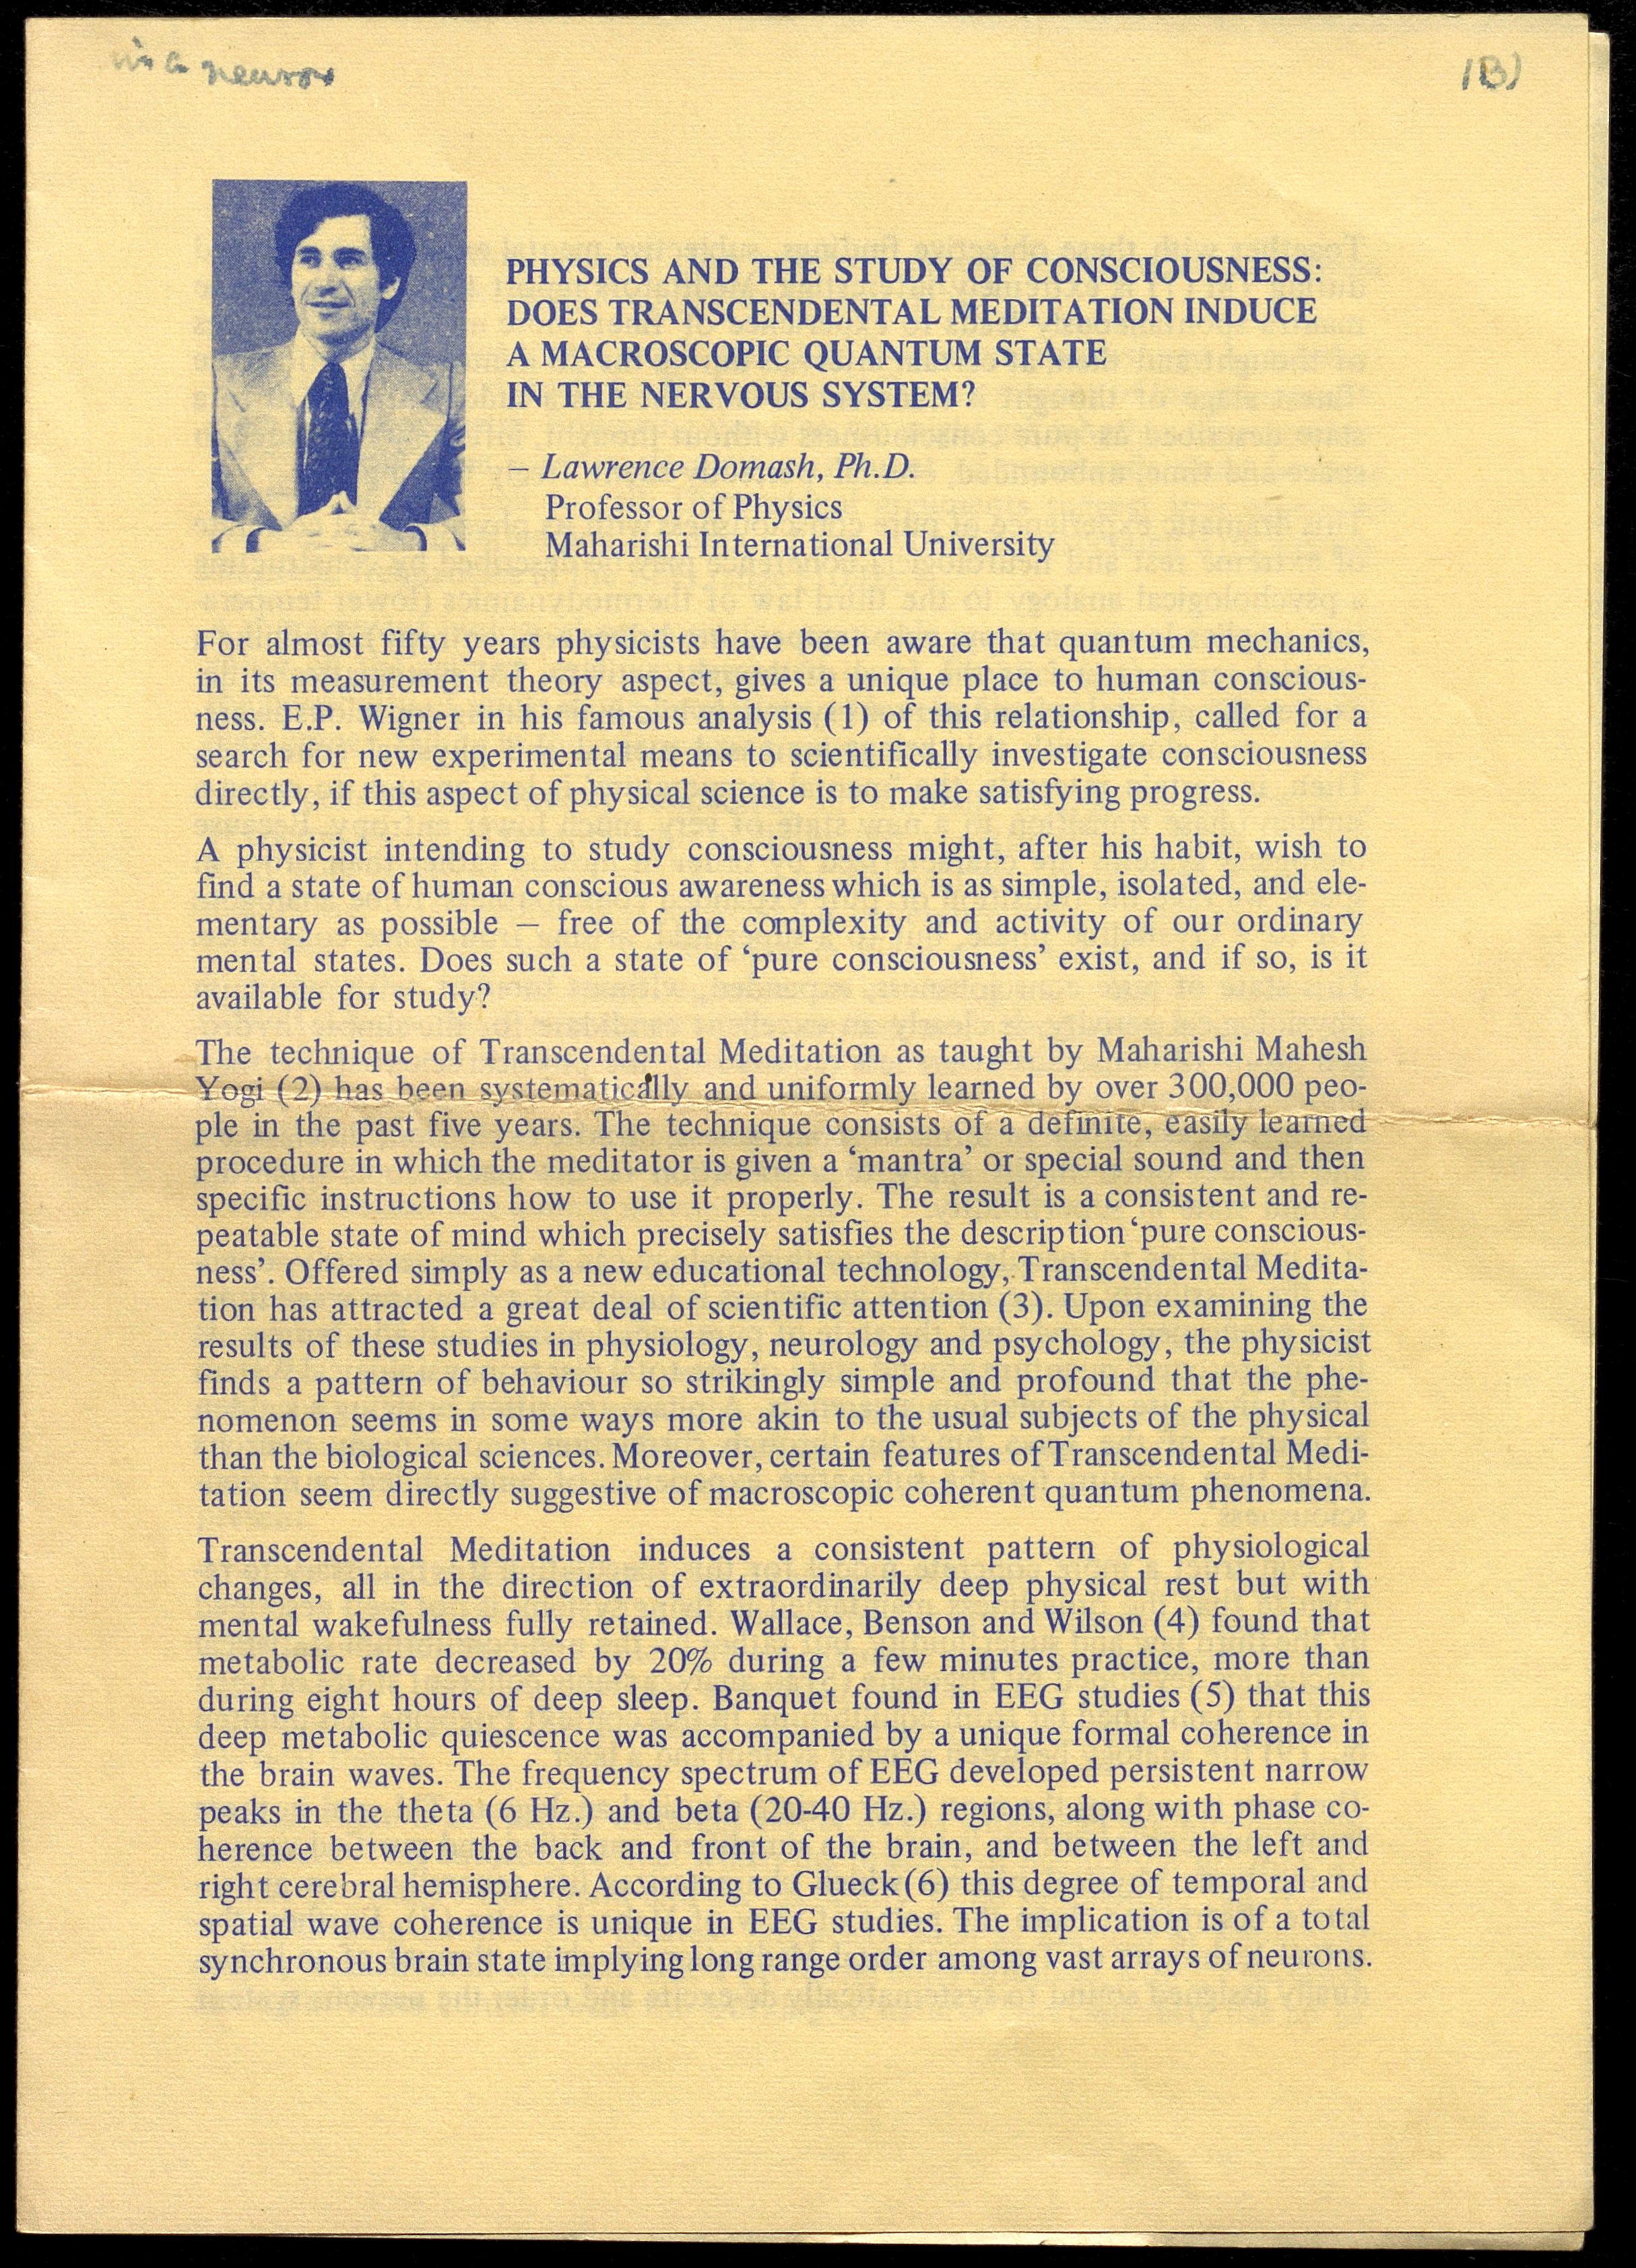 neuron
(B)
PHYSICS AND THE STUDY OF CONSCIOUSNESS:
DOES TRANSCENDENTAL MEDITATION INDUCE
A MACROSCOPIC QUANTUM STATE
IN THE NERVOUS SYSTEM?
– Lawrence Domash, Ph.D.
Professor of Physics
Maharishi International University
For almost fifty years physicists have been aware that quantum mechanics,
in its measurement theory aspect, gives a unique place to human conscious-
ness. E.P. Wigner in his famous analysis (1) of this relationship, called for a
search for new experimental means to scientifically investigate consciousness
directly, if this aspect of physical science is to make satisfying progress.
A physicist intending to study consciousness might, after his habit, wish to
find a state of human conscious awareness which is as simple, isolated, and ele-
mentary as possible – free of the complexity and activity of our ordinary
mental states. Does such a state of ‘pure consciousness’ exist, and if so, is it
available for study?
The technique of Transcendental Meditation as taught by Maharishi Mahesh
Yogi (2) has been systematically and uniformly learned by over 300,000 peo-
ple in the past five years. The technique consists of a definite, easily learned
procedure in which the meditator is given a ‘mantra’ or special sound and then
specific instructions how to use it properly. The result is a consistent and re-
peatable state of mind which precisely satisfies the description ‘pure conscious-
ness’. Offered simply as a new educational technology, Transcendental Medita-
tion has attracted a great deal of scientific attention (3). Upon examining the
results of these studies in physiology, neurology and psychology, the physicist
finds a pattern of behaviour so strikingly simple and profound that the phe-
nomenon seems in some ways more akin to the usual subjects of the physical
than the biological sciences. Moreover, certain features of Transcendental Medi-
tation seem directly suggestive of macroscopic coherent quantum phenomena.
Transcendental Meditation induces a consistent pattern of physiological
changes, all in the direction of extraordinarily deep physical rest but with
mental wakefulness fully retained. Wallace, Benson and Wilson (4) found that
metabolic rate decreased by 20% during a few minutes practice, more than
during eight hours of deep sleep. Banquet found in EEG studies (5) that this
deep metabolic quiescence was accompanied by a unique formal coherence in
the brain waves. The frequency spectrum of EEG developed persistent narrow
peaks in the theta (6 Hz.) and beta (20-40 Hz.) regions, along with phase co-
herence between the back and front of the brain, and between the left and
right cerebral hemisphere. According to Glueck (6) this degree of temporal and
spatial wave coherence is unique in EEG studies. The implication is of a total
synchronous brain state implying long range order among vast arrays of neurons.